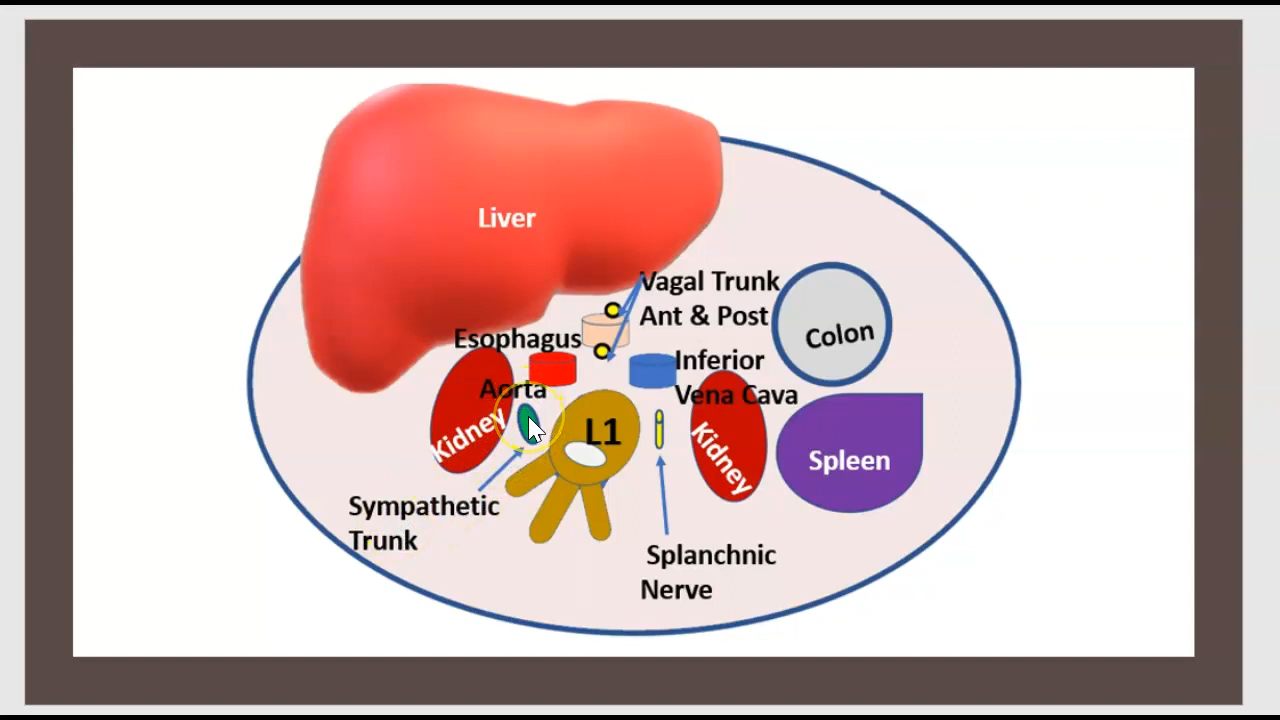 Liver
Vagal Trunk
Ant & Post
Esophagus
Colon
Inferior
Vena Cava
Aorta
Kidney
L1
Kidney
Spleen
Sympathetic
Trunk
Splanchnic
Nerve